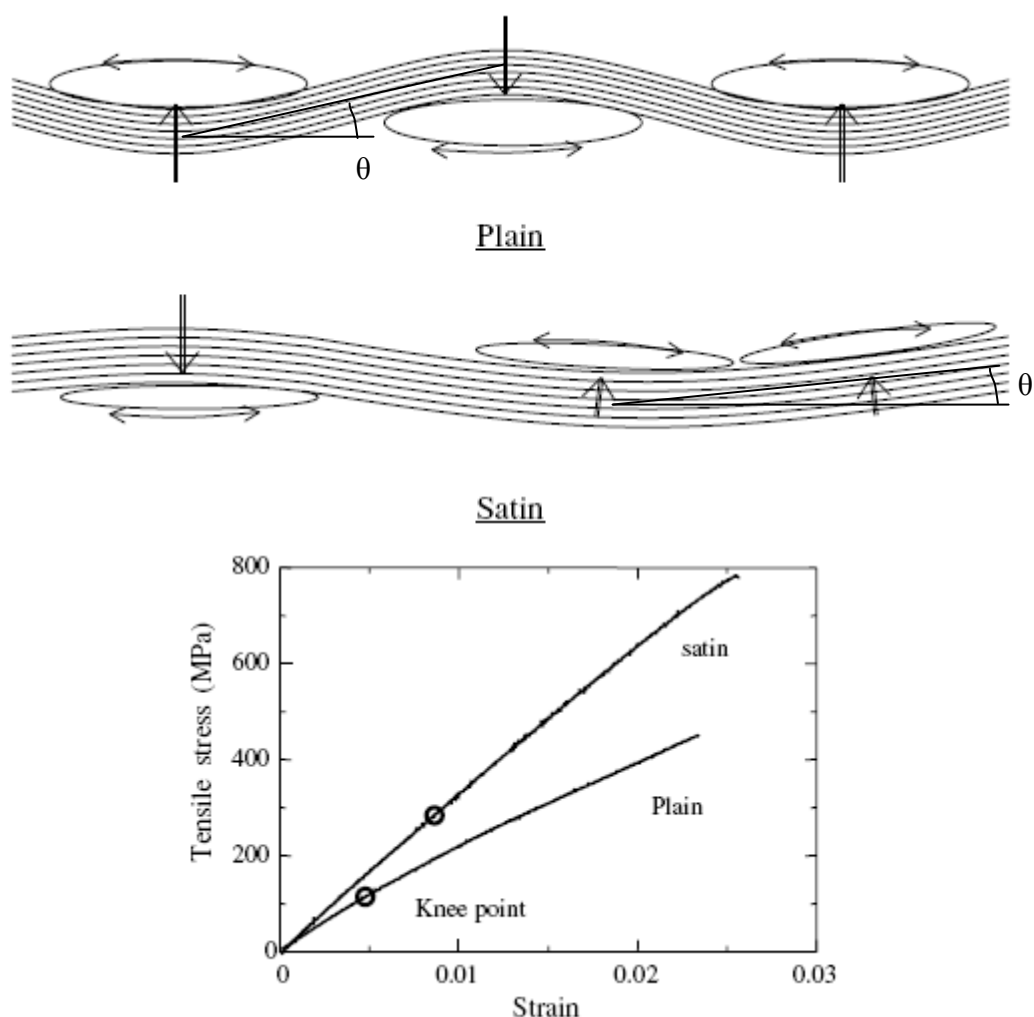 θ
Plain
θ
Satin
800
600
400
200
0
Tensile stress (MPa)
satin
Plain
Knee point
0
0.01
0.02
0.03
Strain